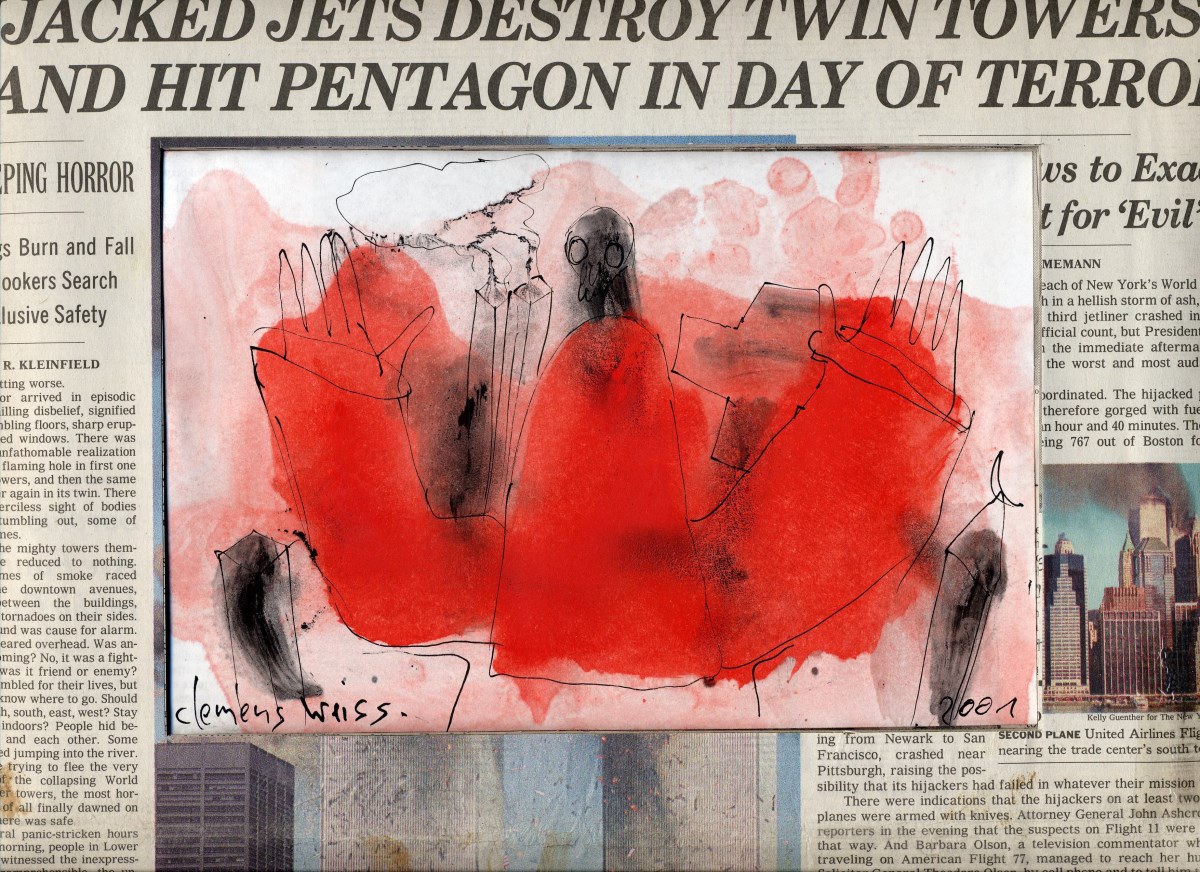 JACKED JETS DESTROY TWIN TOWERS
AND HIT PENTAGON IN DAY OF TERRO
PING HORROR
gs Burn and Fall
ookers Search
lusive Safety
R. KLEINFIELD
tting worse.
or arrived in episodic
illing disbelief, signified
mbling floors, sharp erup-
ed windows. There was
unfathomable realization
flaming hole in first one
wers, and then the same
r again in its twin. There
erciless sight of bodies
tumbling out, some of
mes.
he mighty towers them-
e reduced to nothing.
mes of smoke raced
e downtown avenues,
etween the buildings,
tornadoes on their sides.
und was cause for alarm.
eared overhead. Was an-
oming? No, it was a fight-
was it friend or enemy?
mbled for their lives, but
know where to go. Should
h, south, east, west? Stay
indoors? People hid be-
and each other. Some
ed jumping into the river.
e trying to flee the very
of the collapsing World
er towers, the most hor-
of all finally dawned on
here was safe
ral panic-stricken hours
morning, people in Lower
witnessed the inexpress-
clemens weiss.
2001
ws to Exa
t for ‘Evil’
MEMANN
each of New York's World
h in a hellish storm of ash,
third jetliner crashed in
fficial count, but President
n the immediate afterma
the worst and most aud
oordinated. The hijacked
therefore gorged with fue
n hour and 40 minutes. The
ing 767 out of Boston fo
Kelly Guenther for The New
SECOND PLANE United Airlines Flig
nearing the trade center's south to
ing from Newark to San
Francisco, crashed near
Pittsburgh, raising the pos-
sibility that its hijackers had failed in whatever their mission
There were indications that the hijackers on at least two
planes were armed with knives. Attorney General John Ashcro
reporters in the evening that the suspects on Flight 11 were
that way. And Barbara Olson, a television commentator wh
traveling on American Flight 77, managed to reach her hu